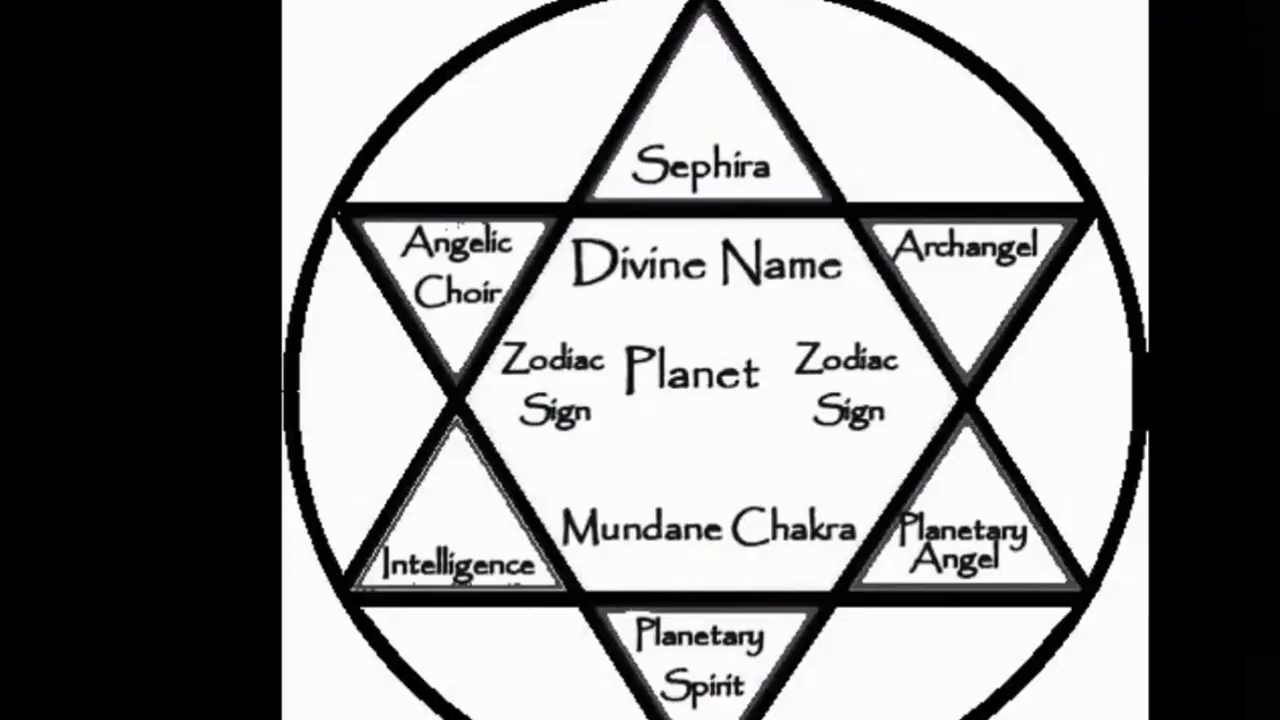 Sephira
Angelic
Choir
Divine Name
Archangel
Zodiac
Sign
Planet
Zodiac
Sign
Mundane Chakra
Intelligence
Planetary
Angel
Planetary
Spirit